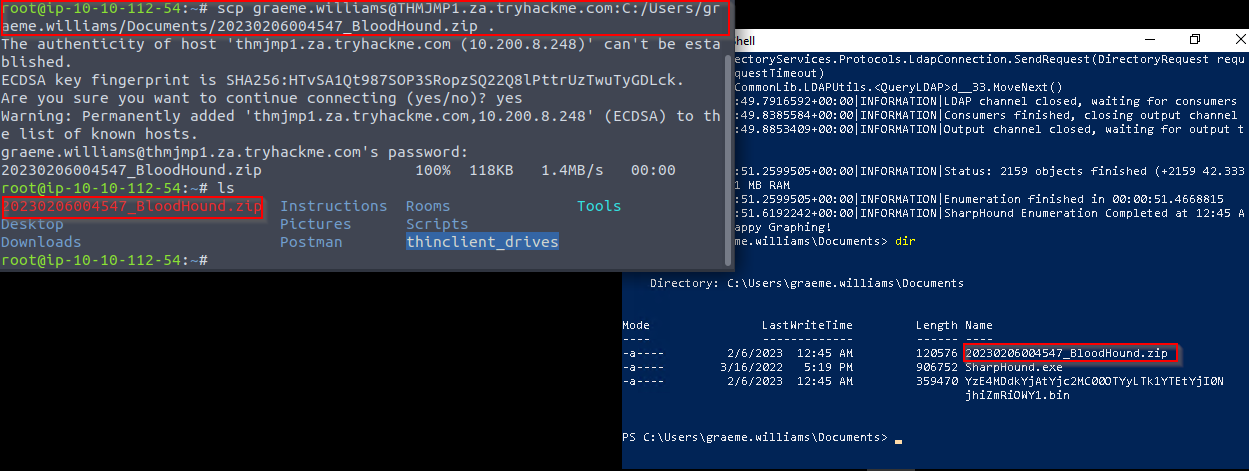 root@ip-10-10-112-54:~# scp graeme.williams@THMJMP1.za.tryhackme.com:C:/Users/gr
aeme.williams/Documents/20230206004547_BloodHound.zip .
The authenticity of host 'thmjmp1.za.tryhackme.com (10.200.8.248)' can't be esta
blished.
ECDSA key fingerprint is SHA256:HTvSA1Qt987SOP3SRopzSQ22Q8lPttrUzTwuTyGDLck.
Are you sure you want to continue connecting (yes/no)? yes
Warning: Permanently added 'thmjmp1.za.tryhackme.com,10.200.8.248' (ECDSA) to th
e list of known hosts.
graeme.williams@thmjmp1.za.tryhackme.com's password:
20230206004547_BloodHound.zip 100% 118KB 1.4MB/s 00:00
root@ip-10-10-112-54:~# ls
20230206004547_BloodHound.zip Instructions Rooms Tools
Desktop Pictures Scripts
Downloads Postman thinclient_drives
root@ip-10-10-112-54:~#
hell
ectoryServices.Protocols.LdapConnection.SendRequest(DirectoryRequest requ
questTimeout)
CommonLib.LDAPUtils.<QueryLDAP>d__33.MoveNext()
:49.7916592+00:00|INFORMATION|LDAP channel closed, waiting for consumers
:49.8385584+00:00|INFORMATION|Consumers finished, closing output channel
:49.8853409+00:00|INFORMATION|Output channel closed, waiting for output t
:51.2599505+00:00|INFORMATION|Status: 2159 objects finished (+2159 42.333
1 MB RAM
:51.2599505+00:00|INFORMATION|Enumeration finished in 00:00:51.4668815
:51.6192242+00:00|INFORMATION|SharpHound Enumeration Completed at 12:45 A
appy Graphing!
me.williams\Documents> dir
Directory: C:\Users\graeme.williams\Documents
Mode LastWriteTime Length Name
---- ------------- ------ ----
-a---- 2/6/2023 12:45 AM 120576 20230206004547_BloodHound.zip
-a---- 3/16/2022 5:19 PM 906752 SharpHound.exe
-a---- 2/6/2023 12:45 AM 359470 YzE4MDdkYjAtYjc2MC00OTYyLTk1YTEtYjI0N
jhiZmRiOWY1.bin
PS C:\Users\graeme.williams\Documents>